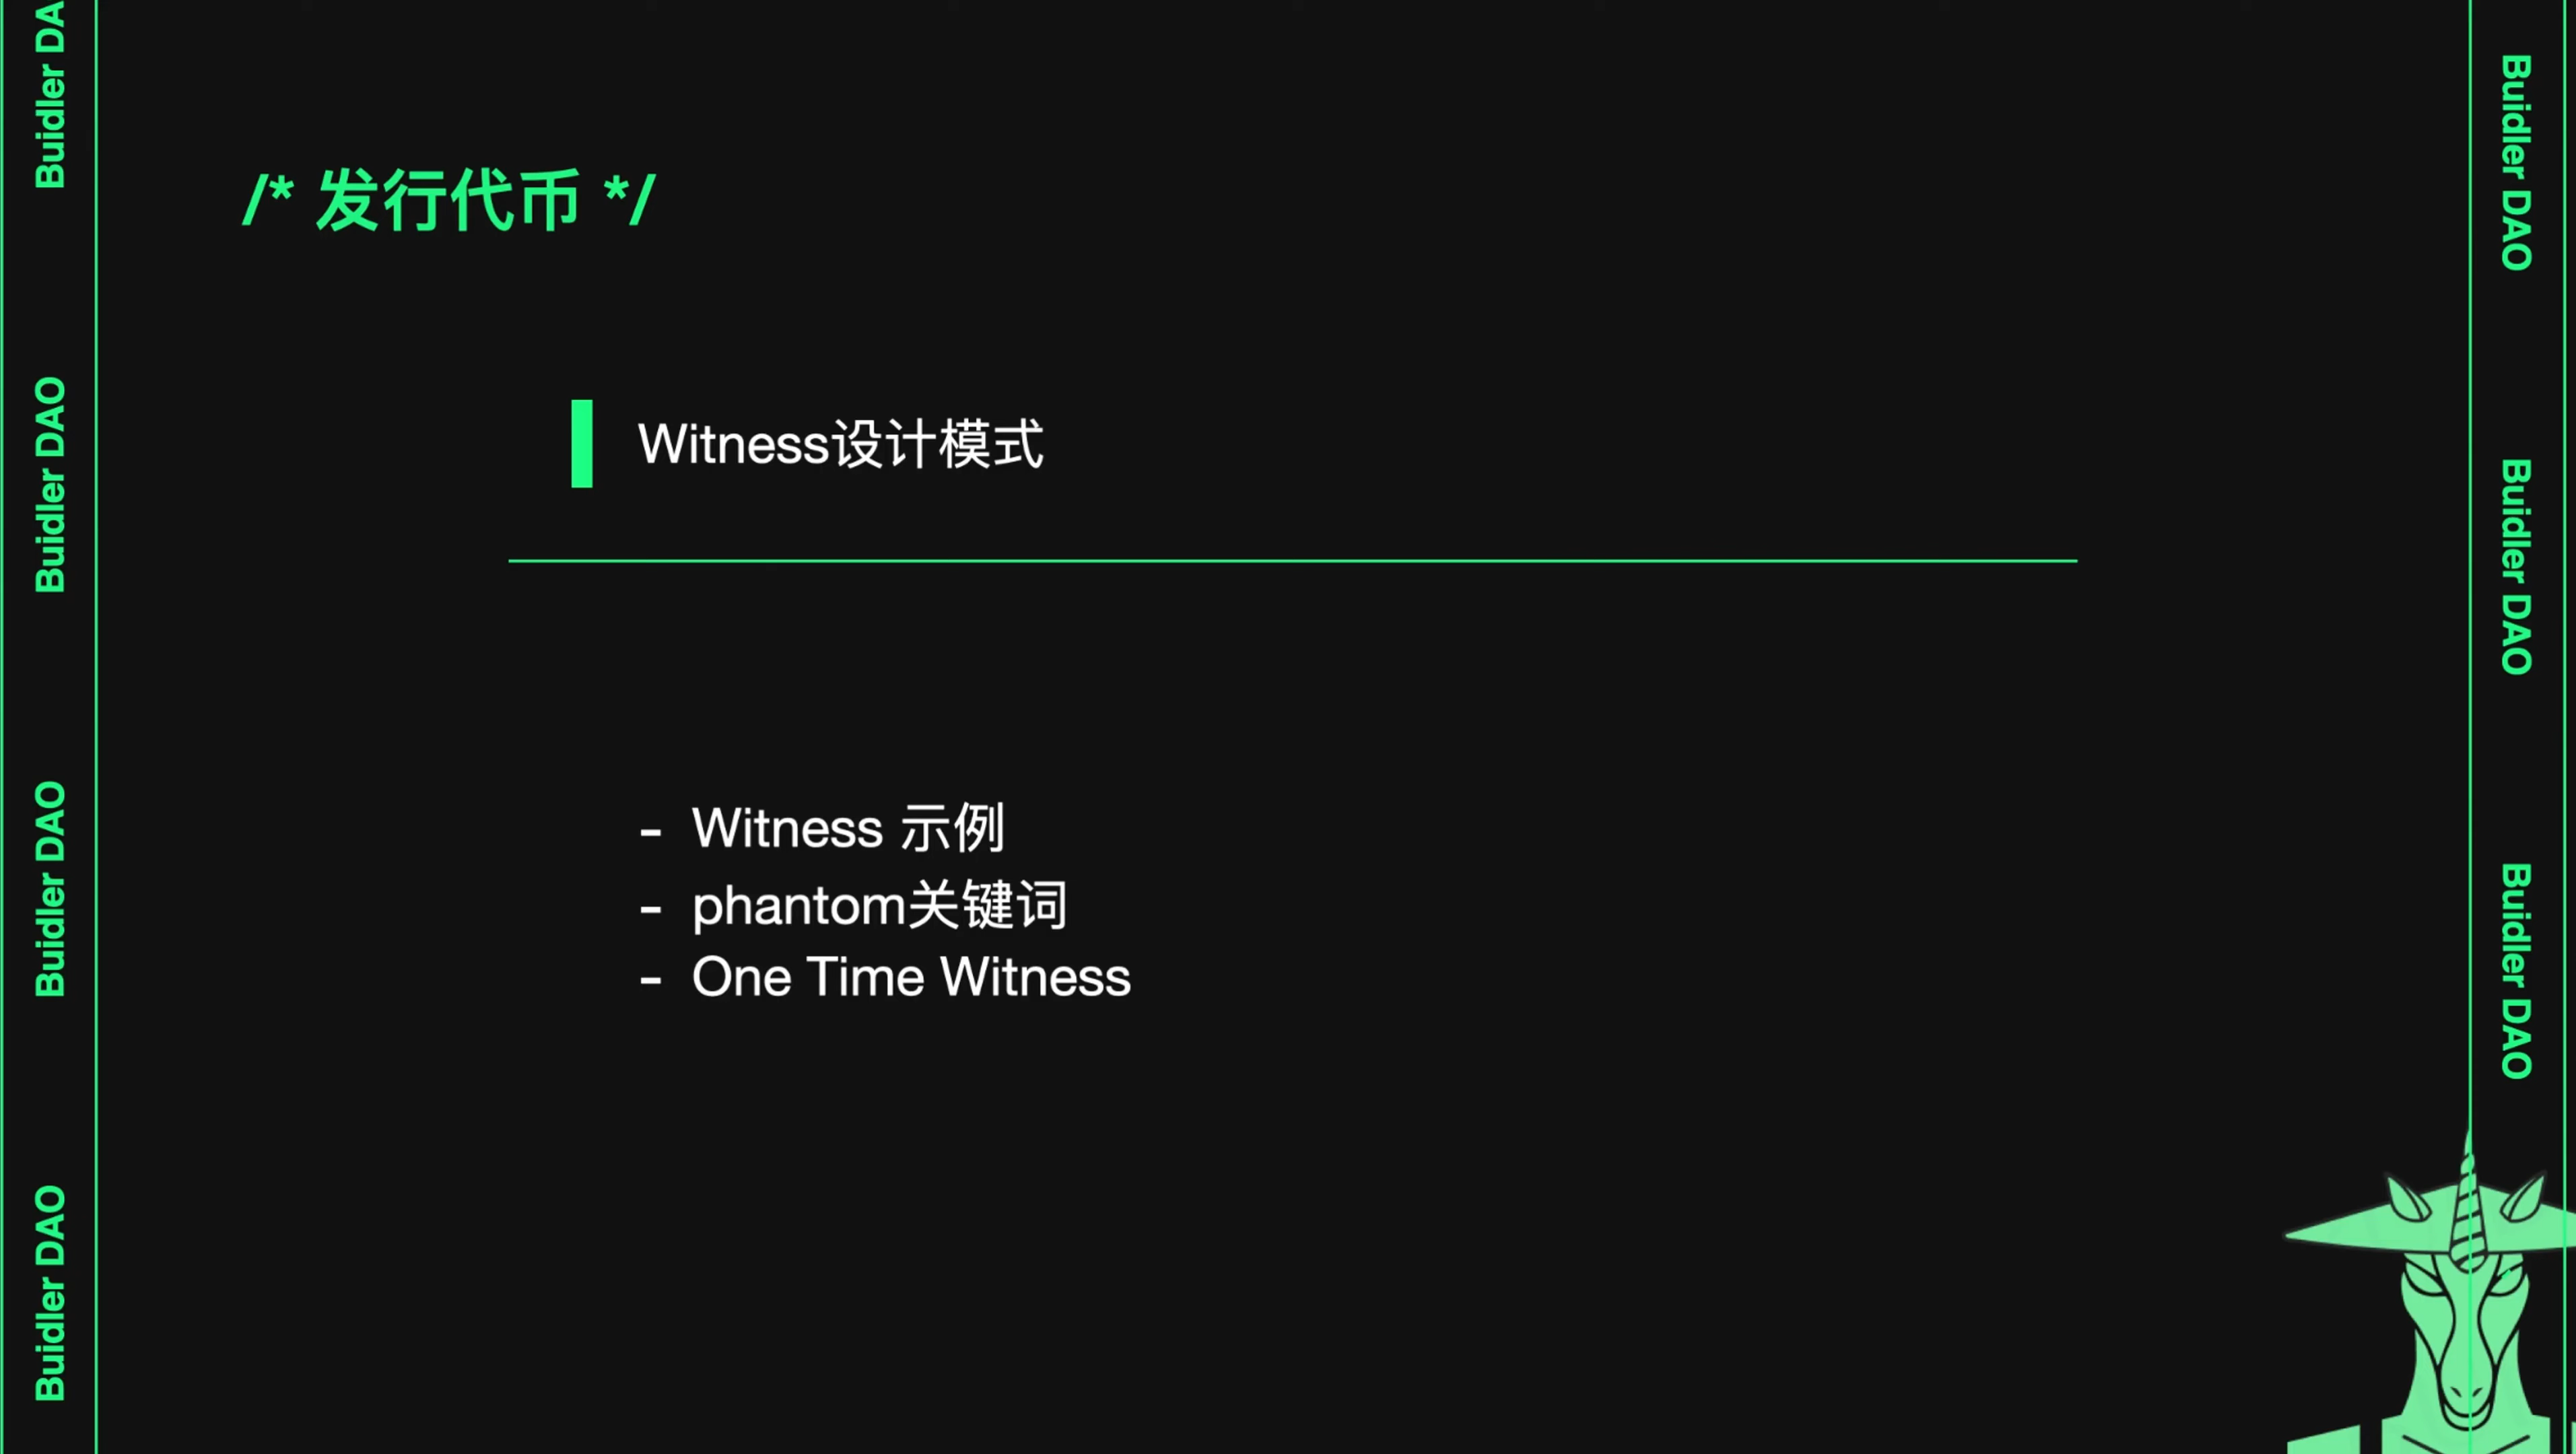 /* 发行代币 */
Witness设计模式
- Witness 示例
- phantom关键词
- One Time Witness
Buidler DA
Buidler DAO
Buidler DAO
Buidler DAO
Buidler DAO
Buidler DAO
Buidler DAO